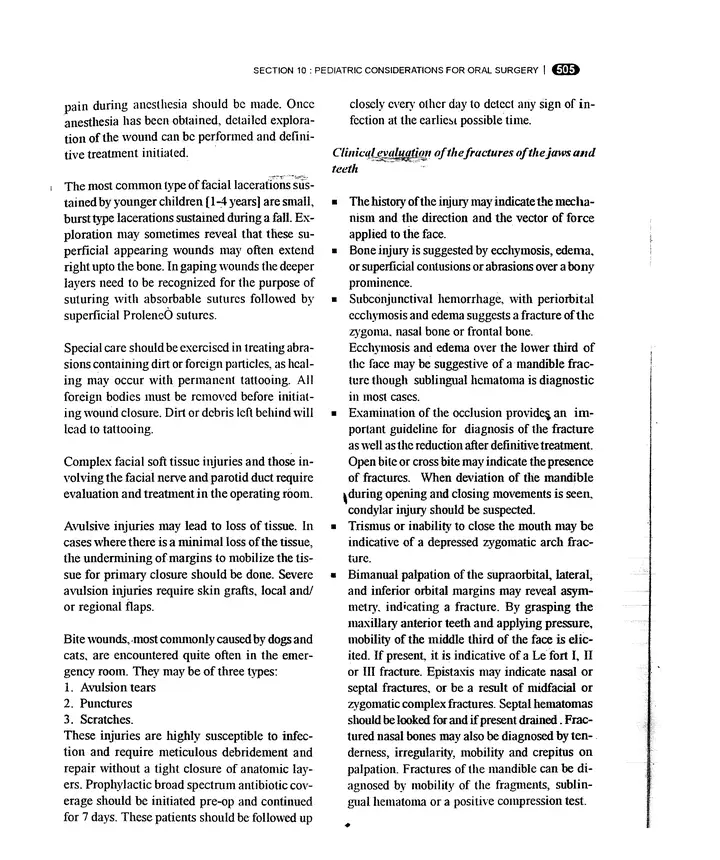 SECTION 10 : PEDIATRIC CONSIDERATIONS FOR ORAL SURGERY | 505
pain during anesthesia should be made. Once
anesthesia has been obtained, detailed explora-
tion of the wound can be performed and defini-
tive treatment initiated.
The most common type of facial lacerations sus-
tained by younger children [1-4 years] are small,
burst type lacerations sustained during a fall. Ex-
ploration may sometimes reveal that these su-
perficial appearing wounds may often extend
right upto the bone. In gaping wounds the deeper
layers need to be recognized for the purpose of
suturing with absorbable sutures followed by
superficial ProleneÒ sutures.
Special care should be exercised in treating abra-
sions containing dirt or foreign particles, as heal-
ing may occur with permanent tattooing. All
foreign bodies must be removed before initiat-
ing wound closure. Dirt or debris left behind will
lead to tattooing.
Complex facial soft tissue injuries and those in-
volving the facial nerve and parotid duct require
evaluation and treatment in the operating room.
Avulsive injuries may lead to loss of tissue. In
cases where there is a minimal loss of the tissue,
the undermining of margins to mobilize the tis-
sue for primary closure should be done. Severe
avulsion injuries require skin grafts, local and/
or regional flaps.
Bite wounds, most commonly caused by dogs and
cats, are encountered quite often in the emer-
gency room. They may be of three types:
1. Avulsion tears
2. Punctures
3. Scratches.
These injuries are highly susceptible to infec-
tion and require meticulous debridement and
repair without a tight closure of anatomic lay-
ers. Prophylactic broad spectrum antibiotic cov-
erage should be initiated pre-op and continued
for 7 days. These patients should be followed up
closely every other day to detect any sign of in-
fection at the earliest possible time.
Clinical evaluation of the fractures of the jaws and
teeth
■ The history of the injury may indicate the mecha-
nism and the direction and the vector of force
applied to the face.
■ Bone injury is suggested by ecchymosis, edema,
or superficial contusions or abrasions over a bony
prominence.
■ Subconjunctival hemorrhage, with periorbital
ecchymosis and edema suggests a fracture of the
zygoma, nasal bone or frontal bone.
Ecchymosis and edema over the lower third of
the face may be suggestive of a mandible frac-
ture though sublingual hematoma is diagnostic
in most cases.
■ Examination of the occlusion provides an im-
portant guideline for diagnosis of the fracture
as well as the reduction after definitive treatment.
Open bite or cross bite may indicate the presence
of fractures. When deviation of the mandible
during opening and closing movements is seen,
condylar injury should be suspected.
■ Trismus or inability to close the mouth may be
indicative of a depressed zygomatic arch frac-
ture.
■ Bimanual palpation of the supraorbital, lateral,
and inferior orbital margins may reveal asym-
metry, indicating a fracture. By grasping the
maxillary anterior teeth and applying pressure,
mobility of the middle third of the face is elic-
ited. If present, it is indicative of a Le fort I, II
or III fracture. Epistaxis may indicate nasal or
septal fractures, or be a result of midfacial or
zygomatic complex fractures. Septal hematomas
should be looked for and if present drained . Frac-
tured nasal bones may also be diagnosed by ten-
derness, irregularity, mobility and crepitus on
palpation. Fractures of the mandible can be di-
agnosed by mobility of the fragments, sublin-
gual hematoma or a positive compression test.